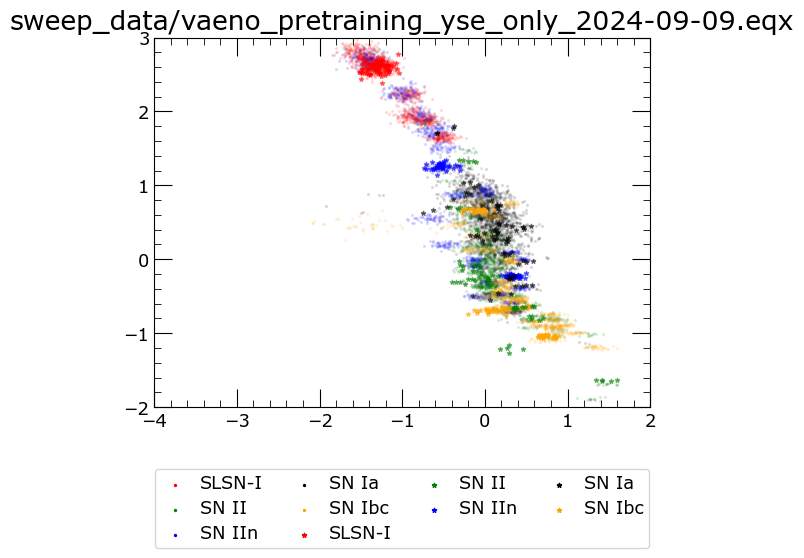 sweep_data/vaeno_pretraining_yse_only_2024-09-09.eqx
3
2
1
0
−1
−2
−4 −3 −2 −1 0 1 2
SLSN-I SN Ia SN II SN Ia
SN II SN Ibc SN IIn SN Ibc
SN IIn SLSN-I